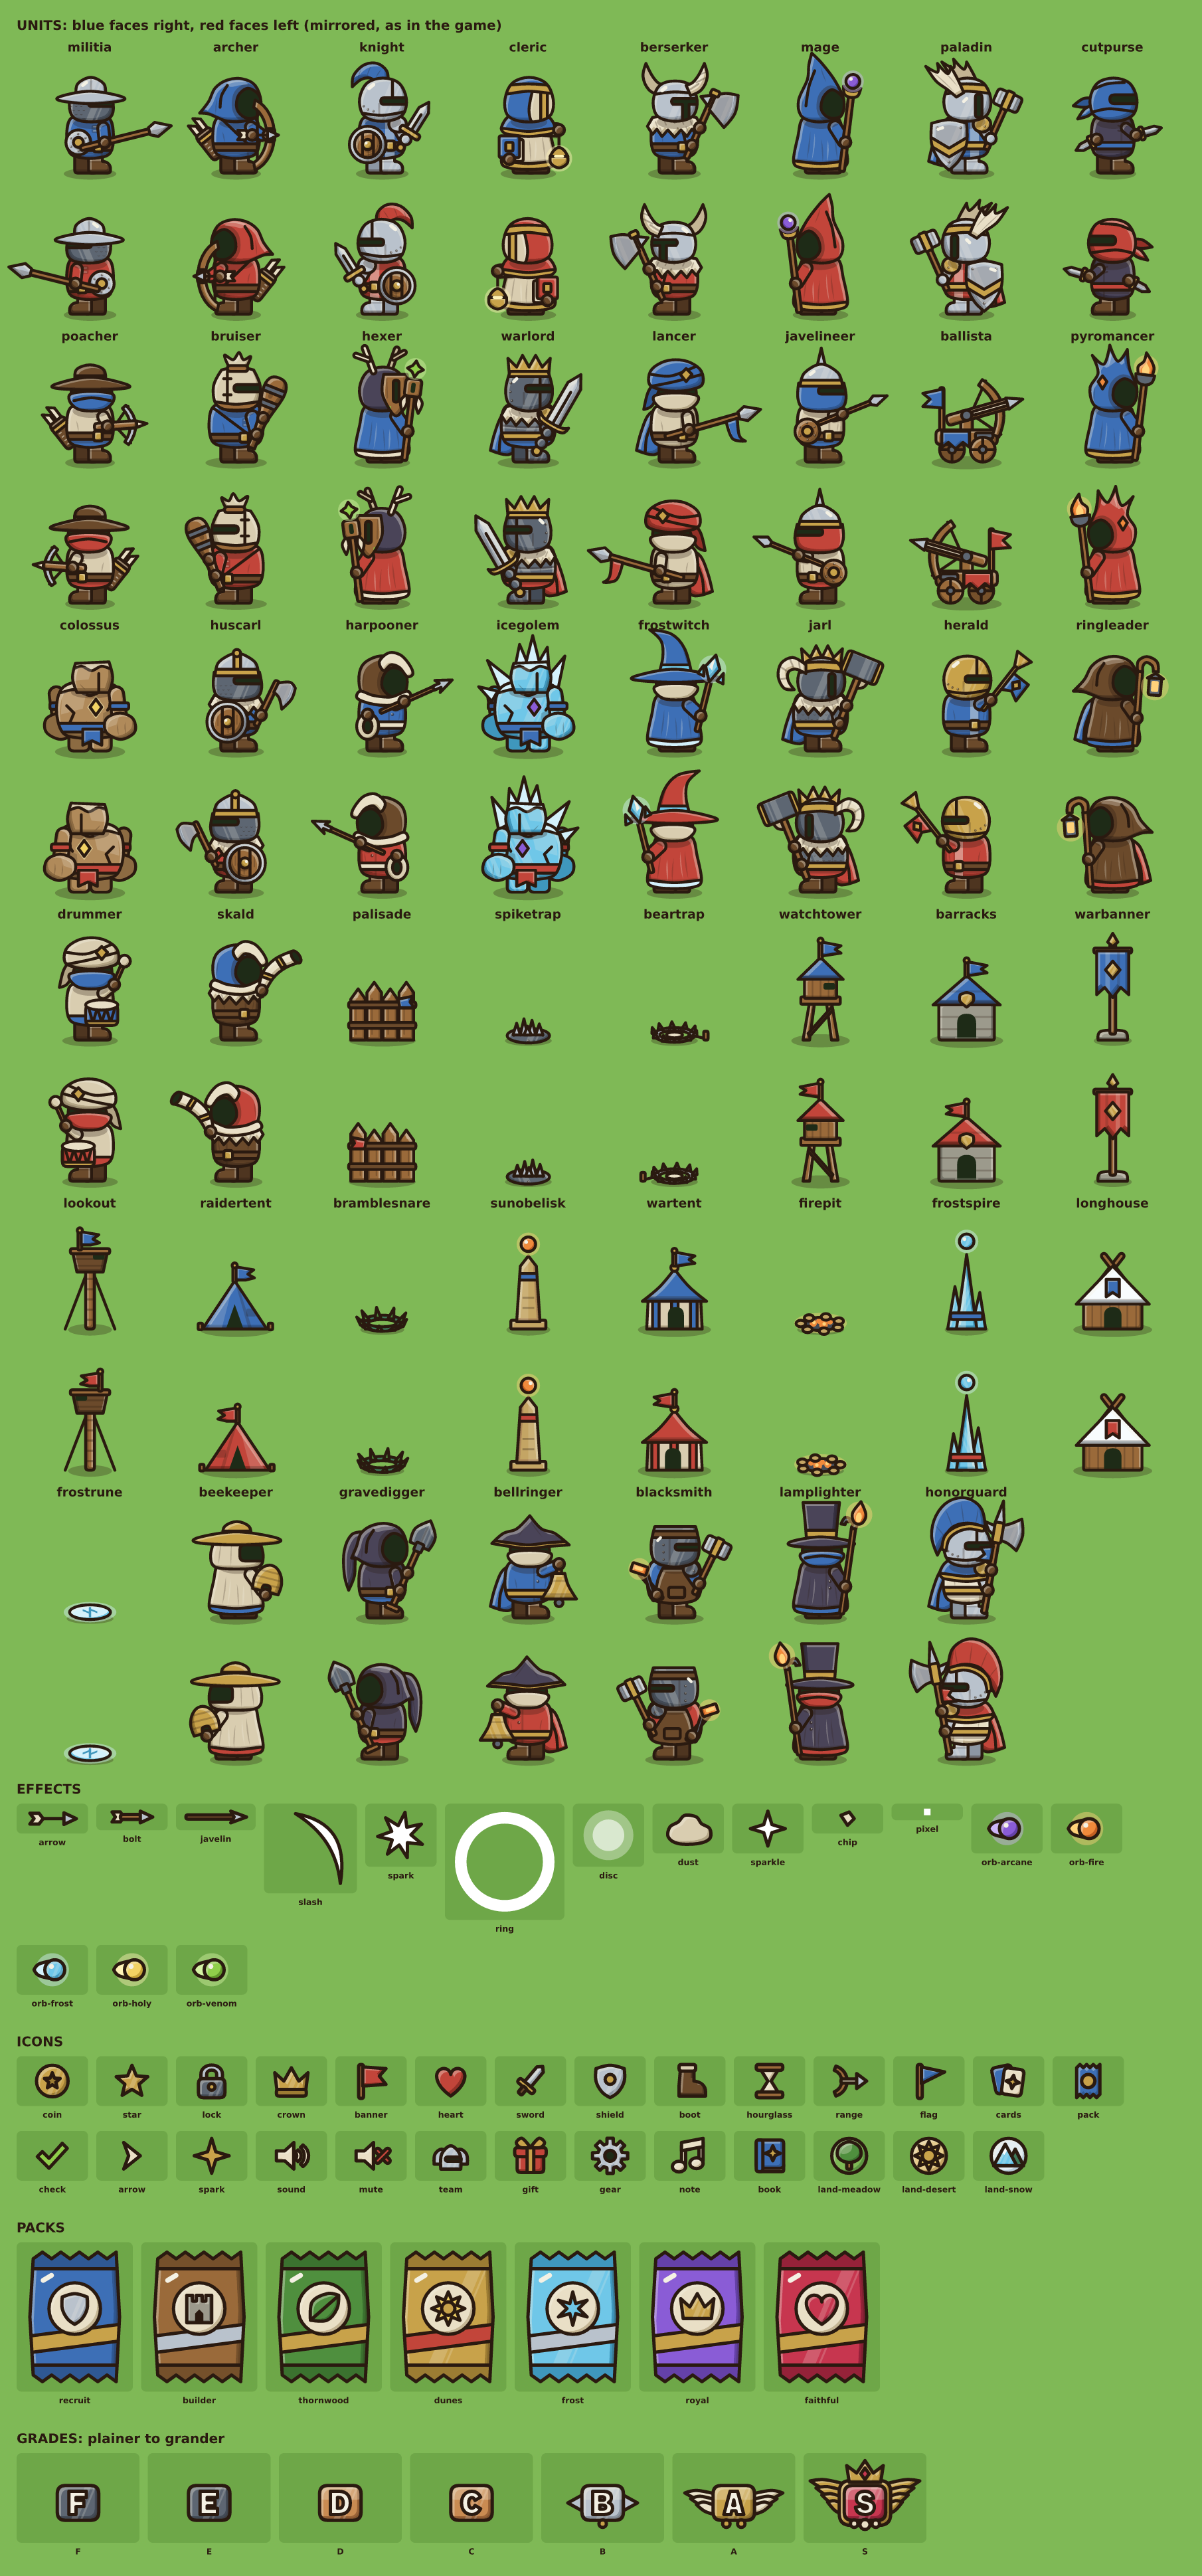 UNITS: blue faces right, red faces left (mirrored, as in the game)
militia archer knight cleric berserker mage paladin cutpurse
poacher bruiser hexer warlord lancer javelineer ballista pyromancer
colossus huscarl harpooner icegolem frostwitch jarl herald ringleader
drummer skald palisade spiketrap beartrap watchtower barracks warbanner
lookout raidertent bramblesnare sunobelisk wartent firepit frostspire longhouse
frostrune beekeeper gravedigger bellringer blacksmith lamplighter honorguard
EFFECTS
arrow bolt javelin slash spark ring disc dust sparkle chip pixel orb-arcane orb-fire
orb-frost orb-holy orb-venom
ICONS
coin star lock crown banner heart sword shield boot hourglass range flag cards pack
check arrow spark sound mute team gift gear note book land-meadow land-desert land-snow
PACKS
recruit builder thornwood dunes frost royal faithful
GRADES: plainer to grander
F E D C B A S
F E D C B A S